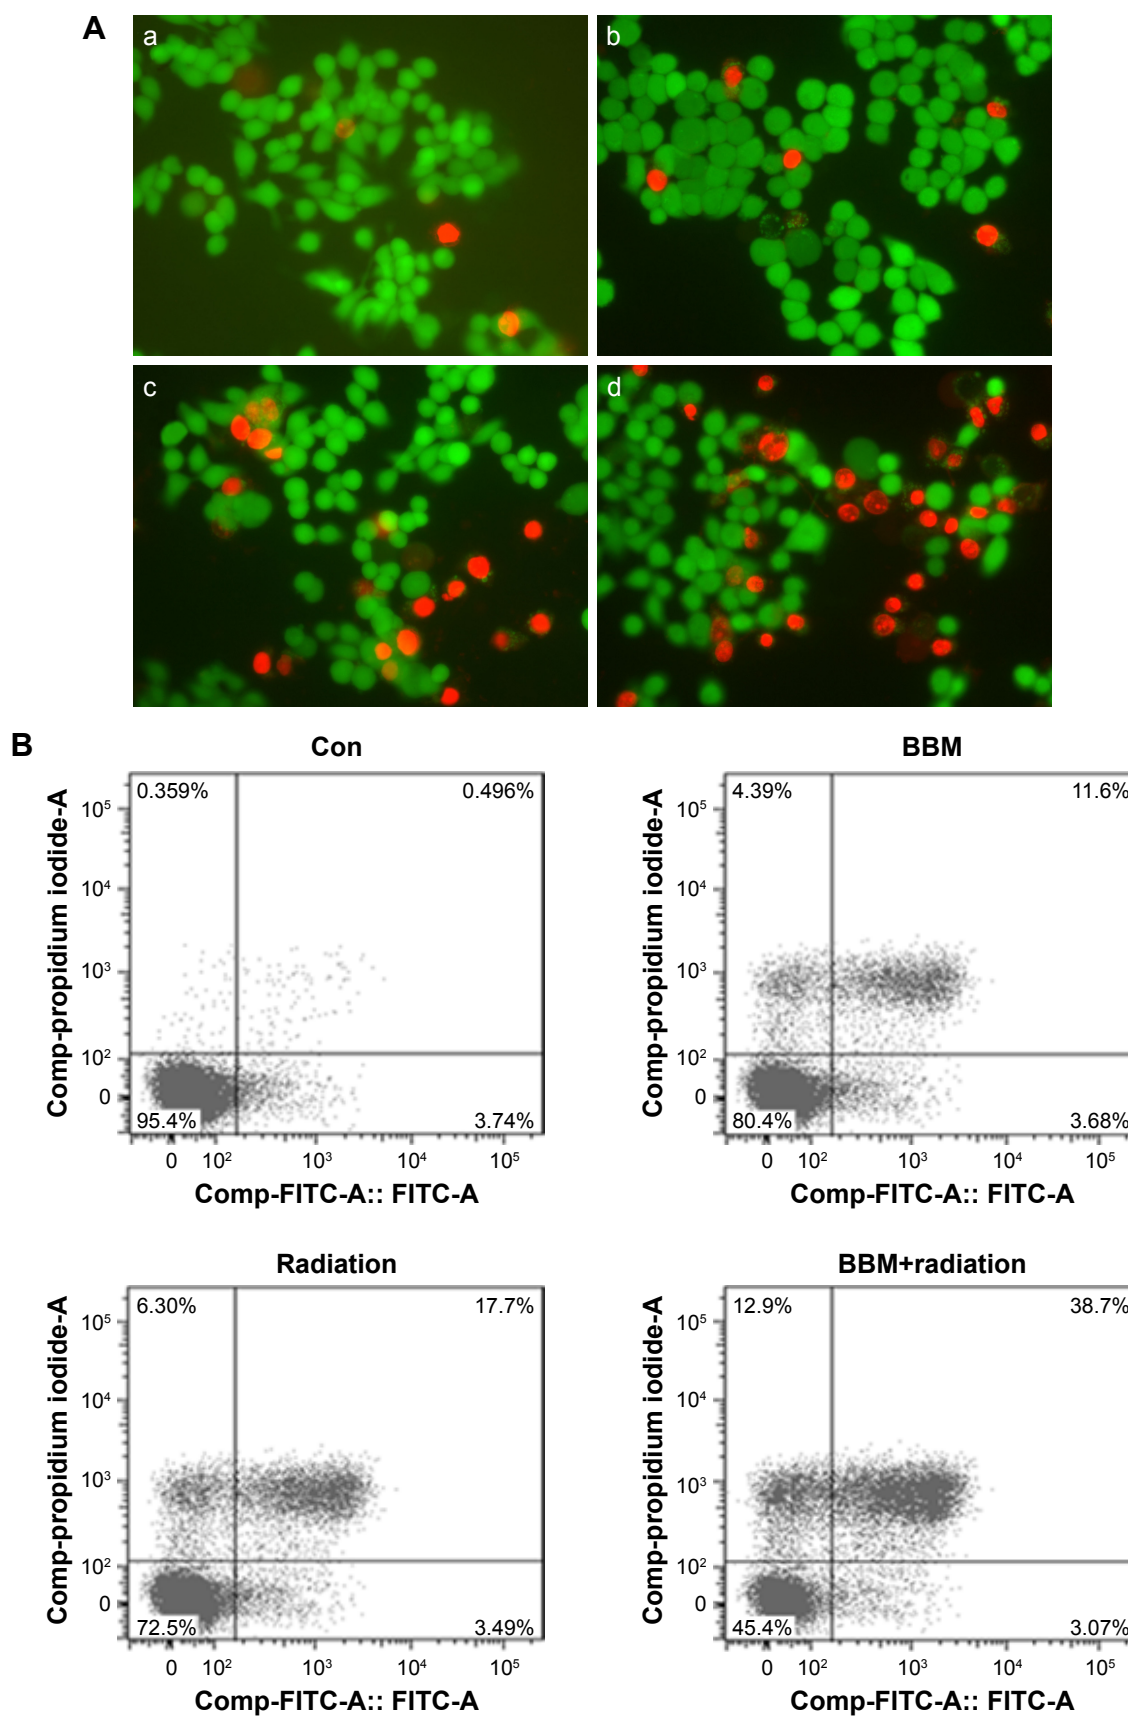 A
a
b
c
d
B
Con
BBM
0.359%
0.496%
4.39%
11.6%
Comp-propidium iodide-A
10⁵
10⁴
10³
10²
0
Comp-propidium iodide-A
10⁵
10⁴
10³
10²
0
95.4%
3.74%
80.4%
3.68%
0 10² 10³ 10⁴ 10⁵
0 10² 10³ 10⁴ 10⁵
Comp-FITC-A:: FITC-A
Comp-FITC-A:: FITC-A
Radiation
BBM+radiation
6.30%
17.7%
12.9%
38.7%
Comp-propidium iodide-A
10⁵
10⁴
10³
10²
0
Comp-propidium iodide-A
10⁵
10⁴
10³
10²
0
72.5%
3.49%
45.4%
3.07%
0 10² 10³ 10⁴ 10⁵
0 10² 10³ 10⁴ 10⁵
Comp-FITC-A:: FITC-A
Comp-FITC-A:: FITC-A